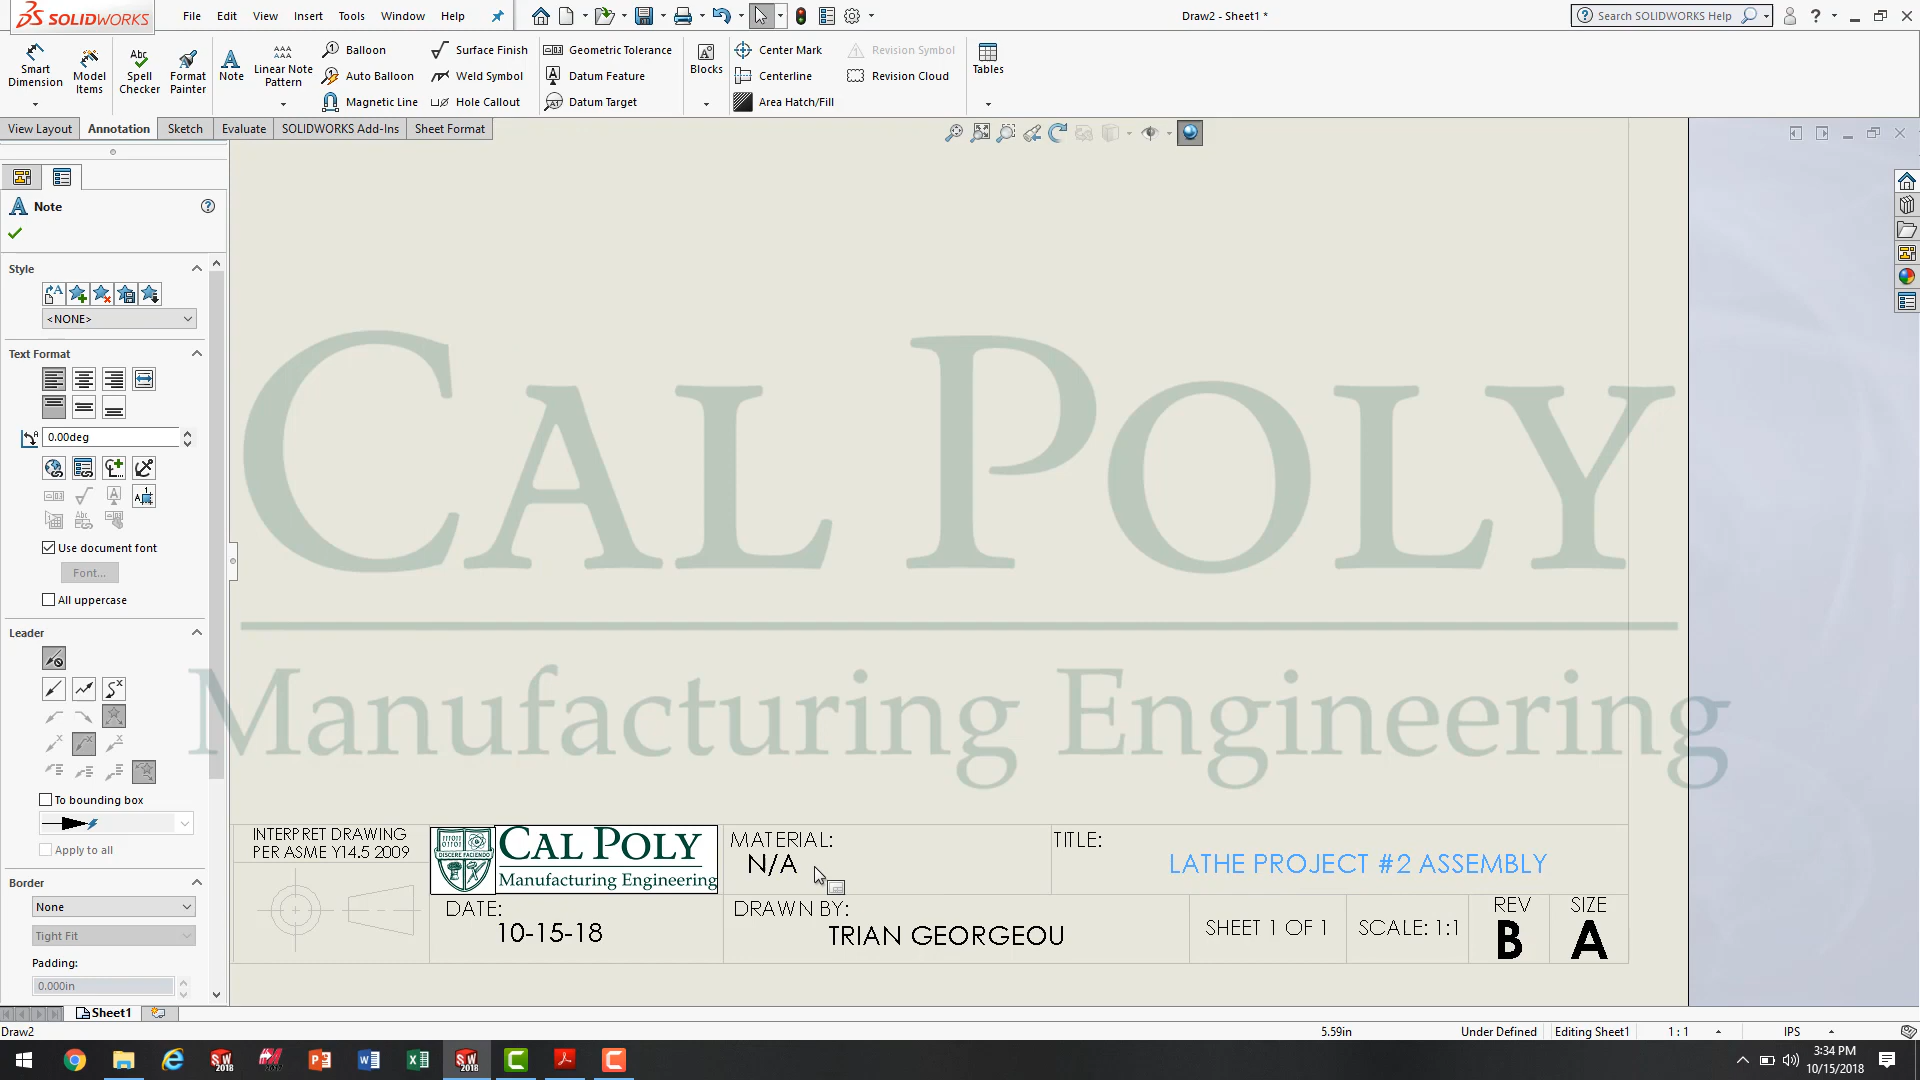 SOLIDWORKS
File Edit View Insert Tools Window Help
Draw2 - Sheet1 *
Search SOLIDWORKS Help
Smart Dimension
Model Items
Spell Checker
Format Painter
Note
Linear Note Pattern
Balloon
Auto Balloon
Magnetic Line
Surface Finish
Weld Symbol
Hole Callout
Geometric Tolerance
Datum Feature
Datum Target
Blocks
Center Mark
Centerline
Area Hatch/Fill
Revision Symbol
Revision Cloud
Tables
View Layout Annotation Sketch Evaluate SOLIDWORKS Add-Ins Sheet Format
Note
Style
<NONE>
Text Format
0.00deg
Use document font
Font...
All uppercase
Leader
To bounding box
Apply to all
Border
None
Tight Fit
Padding:
0.000in
CAL POLY
Manufacturing Engineering
INTERPRET DRAWING
PER ASME Y14.5 2009
DISCERE FACIENDO
CAL POLY
Manufacturing Engineering
MATERIAL:
N/A
TITLE:
LATHE PROJECT #2 ASSEMBLY
DATE:
10-15-18
DRAWN BY:
TRIAN GEORGEOU
SHEET 1 OF 1
SCALE: 1:1
REV
B
SIZE
A
Sheet1
Draw2
5.59in
Under Defined
Editing Sheet1
1 : 1
IPS
3:34 PM
10/15/2018